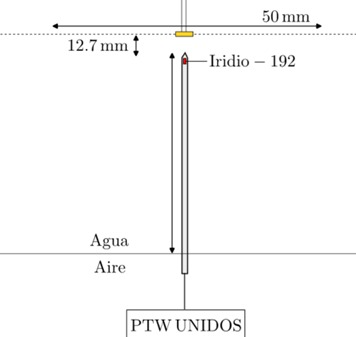 50 mm
12.7 mm
Iridio − 192
Agua
Aire
PTW UNIDOS